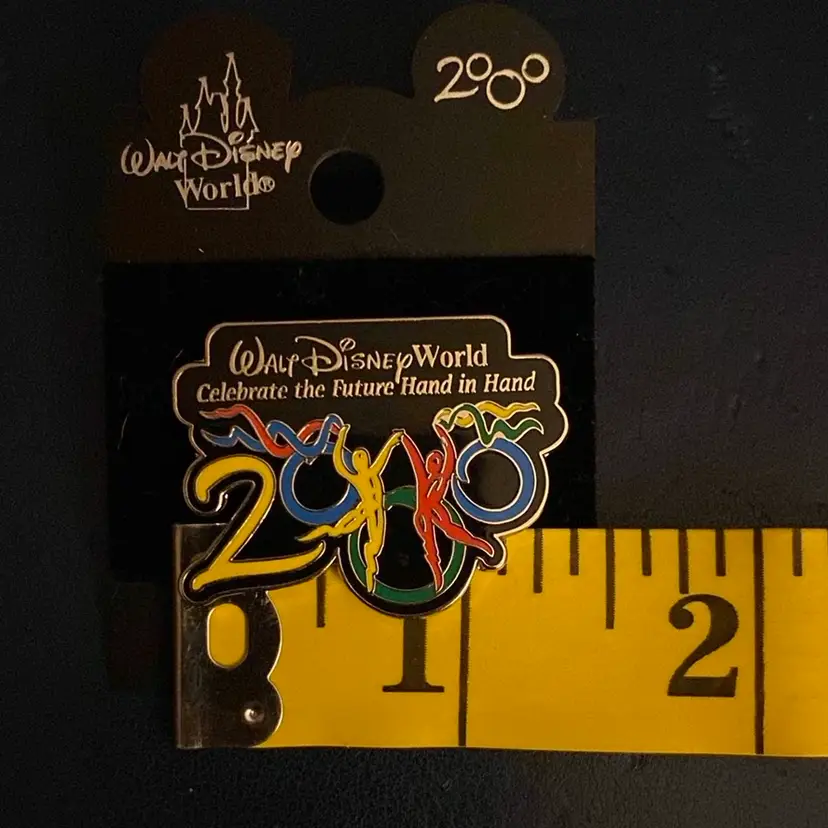 2000
Walt Disney
World®
Walt Disney World
Celebrate the Future Hand in Hand
2000
1
2